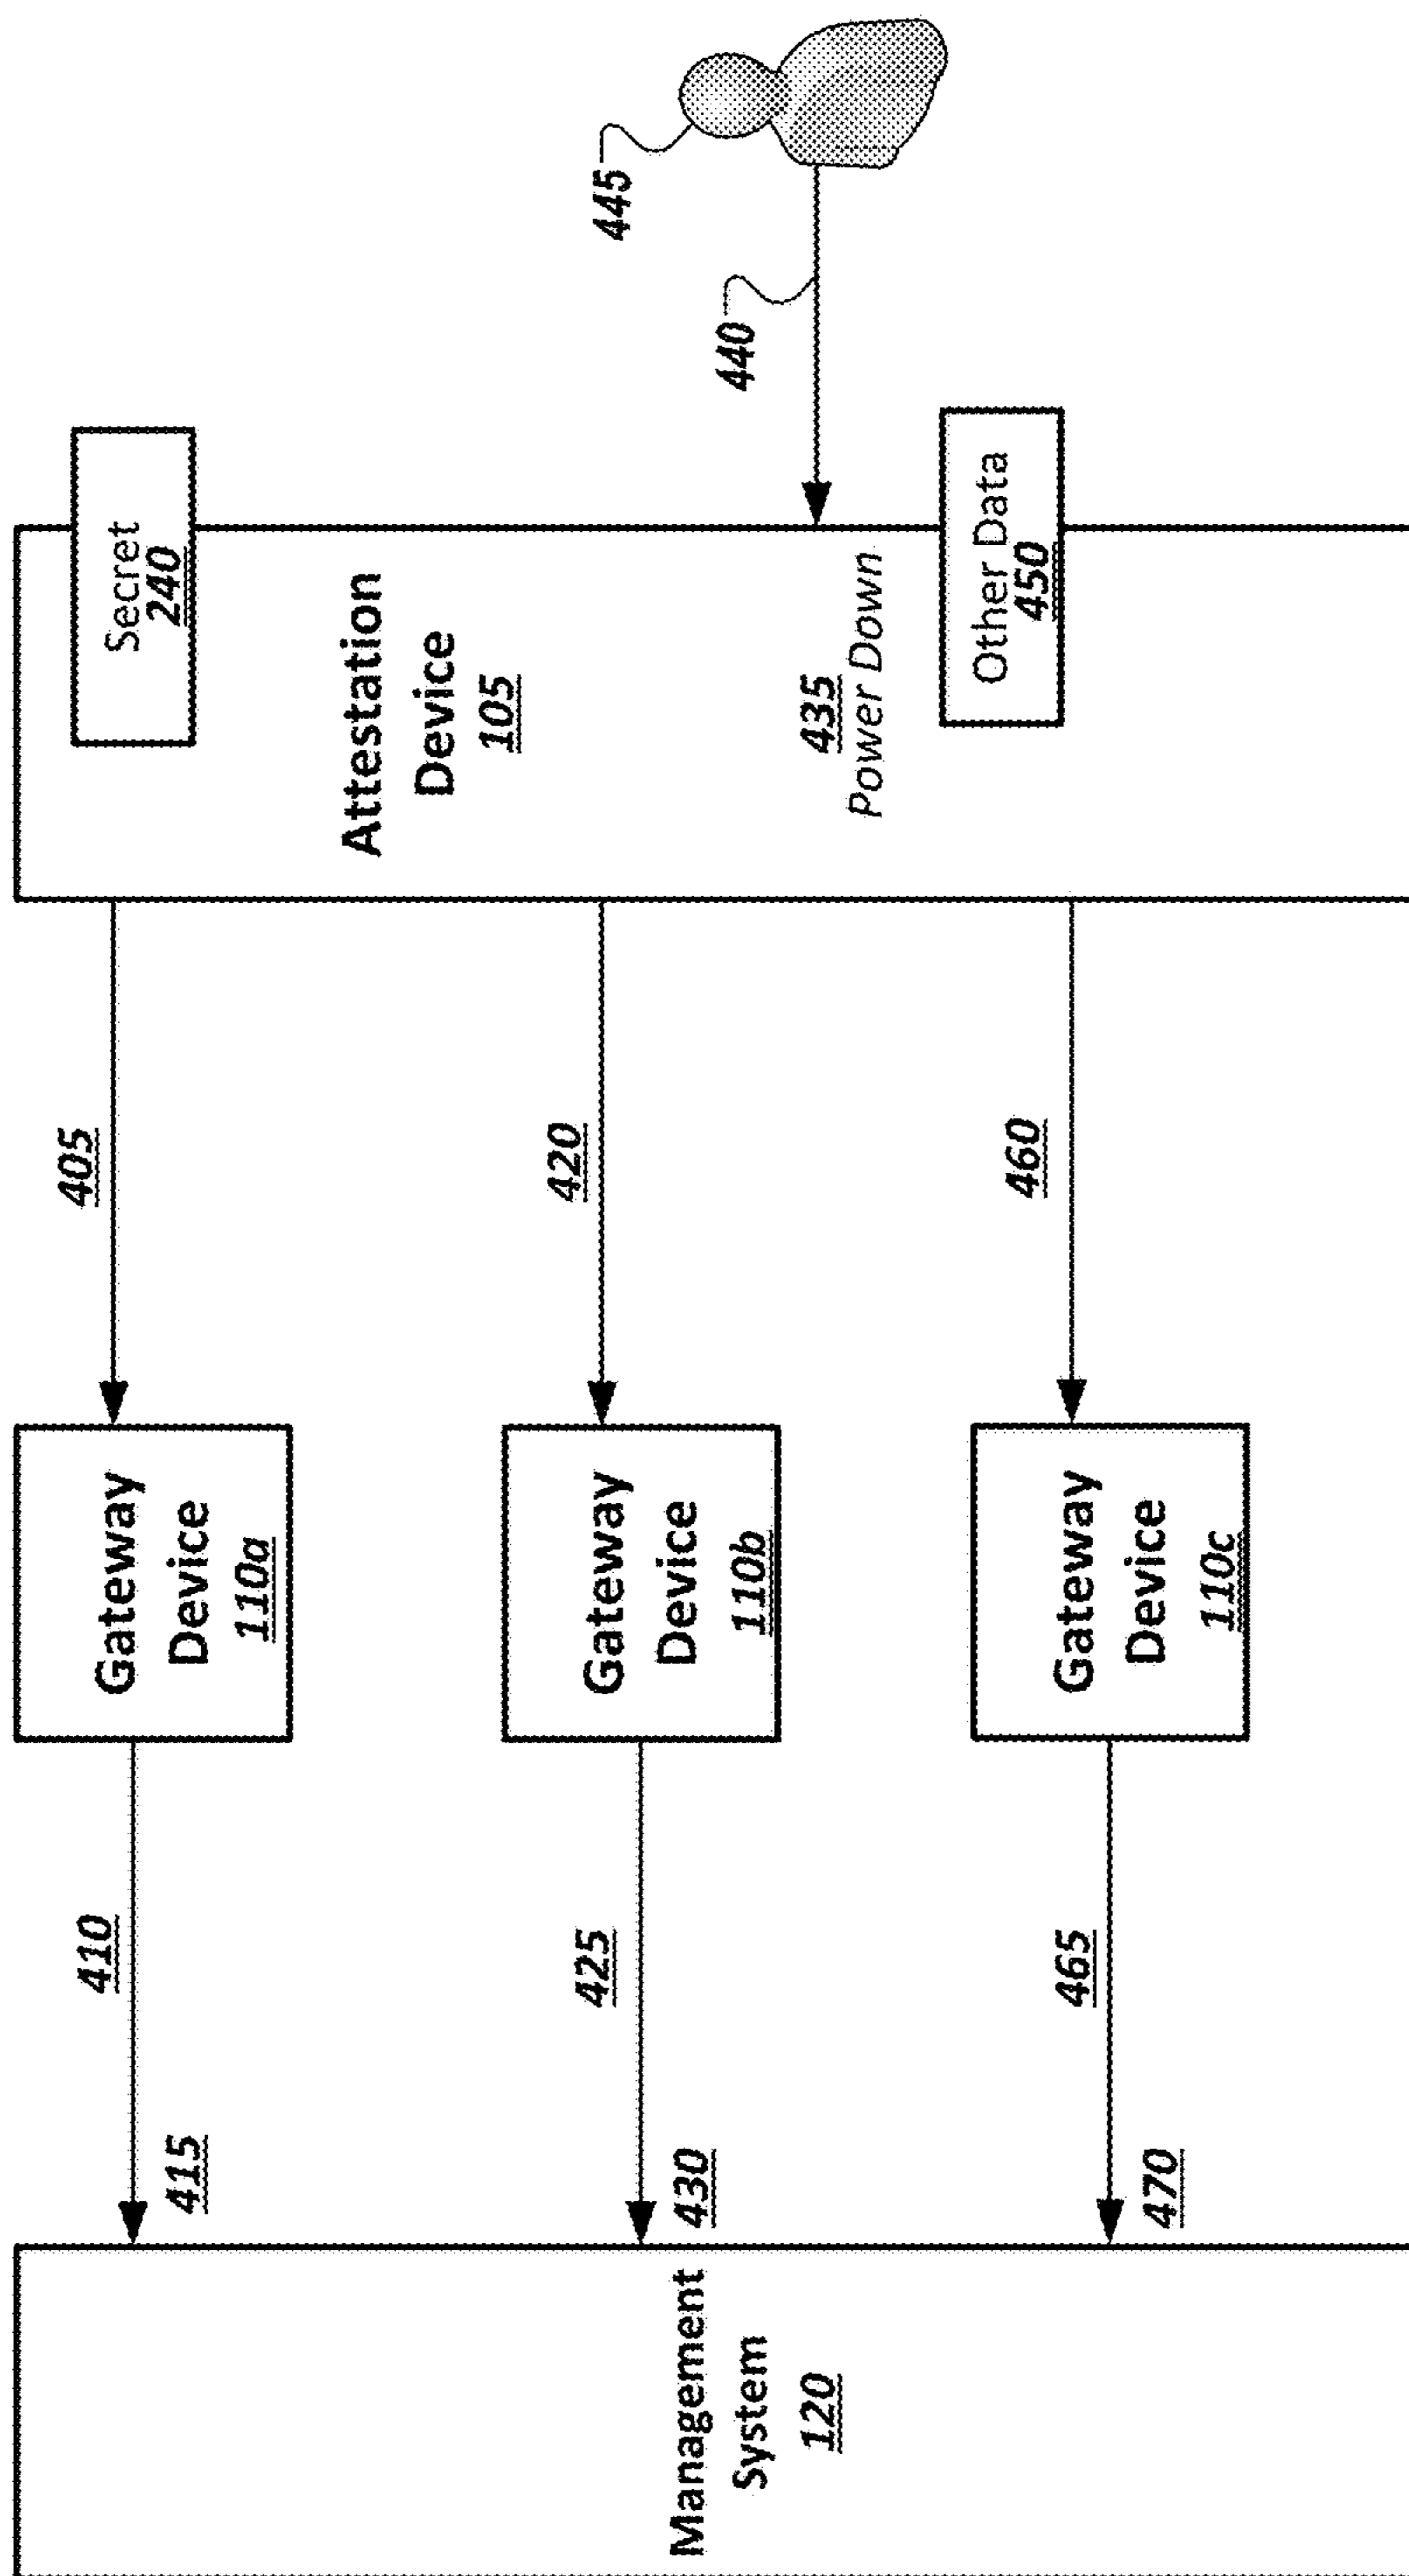 Management
System
120
410
415
Gateway
Device
110a
405
Secret
240
Attestation
Device
105
425
430
Gateway
Device
110b
420
435
Power Down
440
445
465
470
Gateway
Device
110c
460
Other Data
450